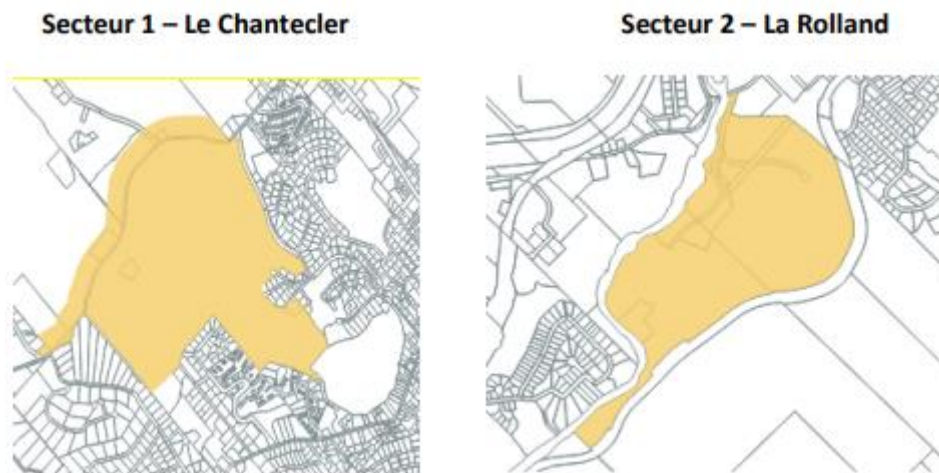 Secteur 1 – Le Chantecler
Secteur 2 – La Rolland